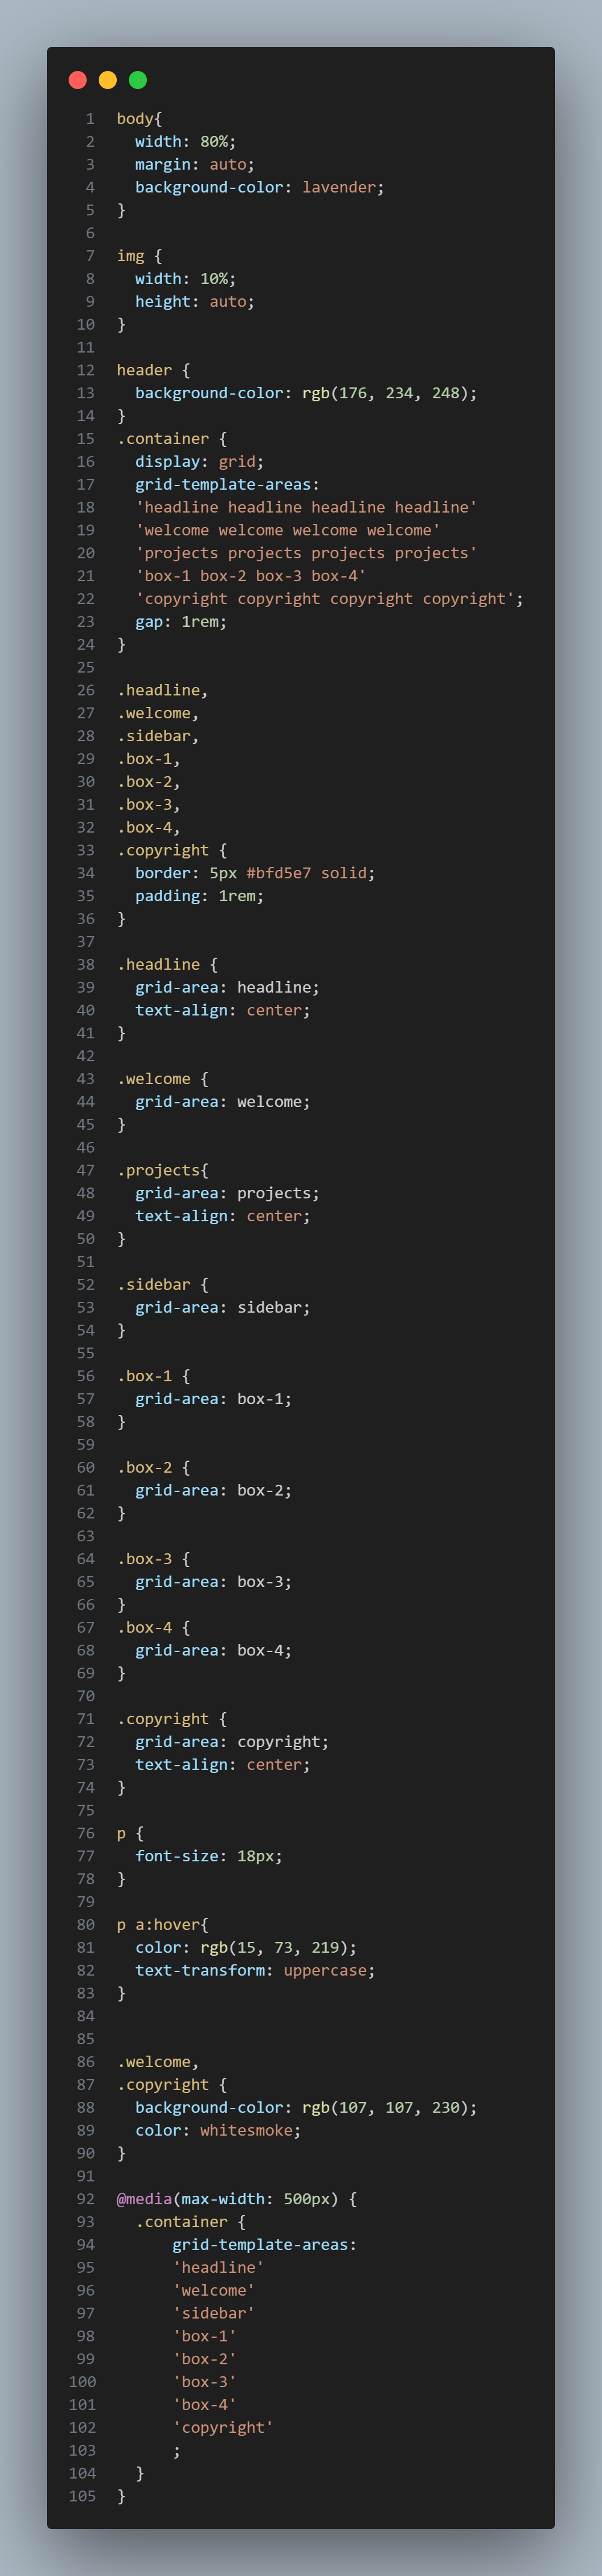 1 body{
2   width: 80%;
3   margin: auto;
4   background-color: lavender;
5 }
6
7 img {
8   width: 10%;
9   height: auto;
10 }
11
12 header {
13   background-color: rgb(176, 234, 248);
14 }
15 .container {
16   display: grid;
17   grid-template-areas:
18   'headline headline headline headline'
19   'welcome welcome welcome welcome'
20   'projects projects projects projects'
21   'box-1 box-2 box-3 box-4'
22   'copyright copyright copyright copyright';
23   gap: 1rem;
24 }
25
26 .headline,
27 .welcome,
28 .sidebar,
29 .box-1,
30 .box-2,
31 .box-3,
32 .box-4,
33 .copyright {
34   border: 5px #bfd5e7 solid;
35   padding: 1rem;
36 }
37
38 .headline {
39   grid-area: headline;
40   text-align: center;
41 }
42
43 .welcome {
44   grid-area: welcome;
45 }
46
47 .projects{
48   grid-area: projects;
49   text-align: center;
50 }
51
52 .sidebar {
53   grid-area: sidebar;
54 }
55
56 .box-1 {
57   grid-area: box-1;
58 }
59
60 .box-2 {
61   grid-area: box-2;
62 }
63
64 .box-3 {
65   grid-area: box-3;
66 }
67 .box-4 {
68   grid-area: box-4;
69 }
70
71 .copyright {
72   grid-area: copyright;
73   text-align: center;
74 }
75
76 p {
77   font-size: 18px;
78 }
79
80 p a:hover{
81   color: rgb(15, 73, 219);
82   text-transform: uppercase;
83 }
84
85
86 .welcome,
87 .copyright {
88   background-color: rgb(107, 107, 230);
89   color: whitesmoke;
90 }
91
92 @media(max-width: 500px) {
93   .container {
94       grid-template-areas:
95       'headline'
96       'welcome'
97       'sidebar'
98       'box-1'
99       'box-2'
100       'box-3'
101       'box-4'
102       'copyright'
103       ;
104   }
105 }